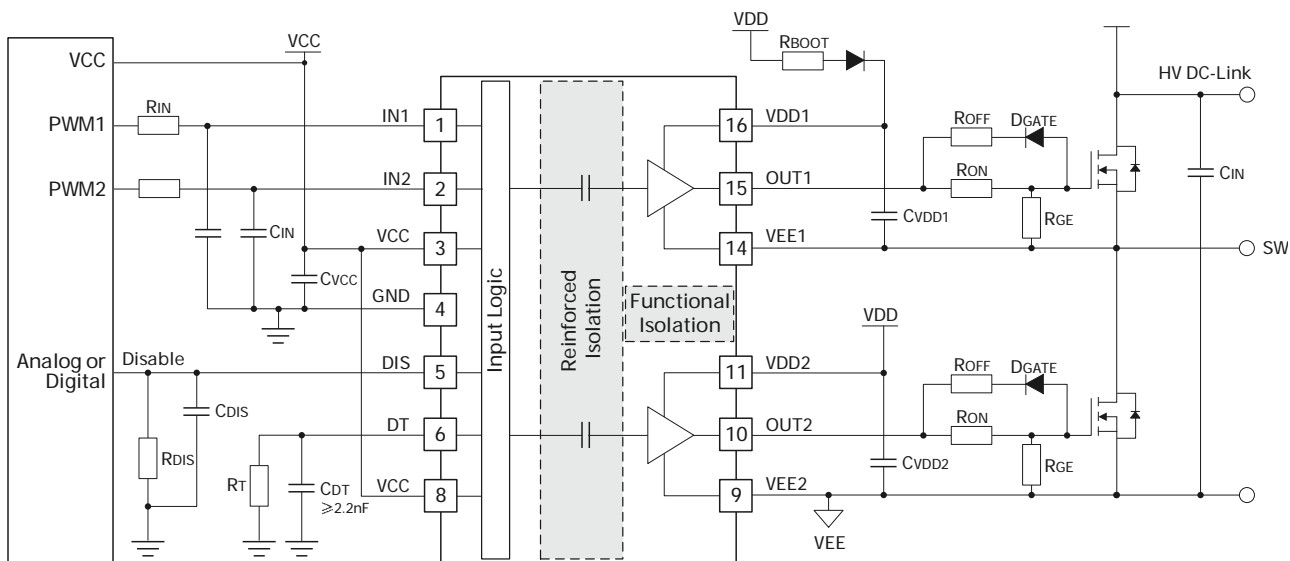 VDD
RBOOT
HV DC-Link
VCC
VCC
RIN
PWM1
IN1
1
16
VDD1
ROFF
DGATE
PWM2
IN2
2
15
OUT1
RON
CIN
CIN
VCC
3
14
VEE1
CVDD1
RGE
SW
CVCC
GND
4
Input Logic
Reinforced
Isolation
Functional
Isolation
VDD
Analog or
Digital
Disable
DIS
5
11
VDD2
ROFF
DGATE
CDIS
DT
6
10
OUT2
RON
RDIS
RT
CDT
≥2.2nF
VCC
8
9
VEE2
CVDD2
RGE
VEE